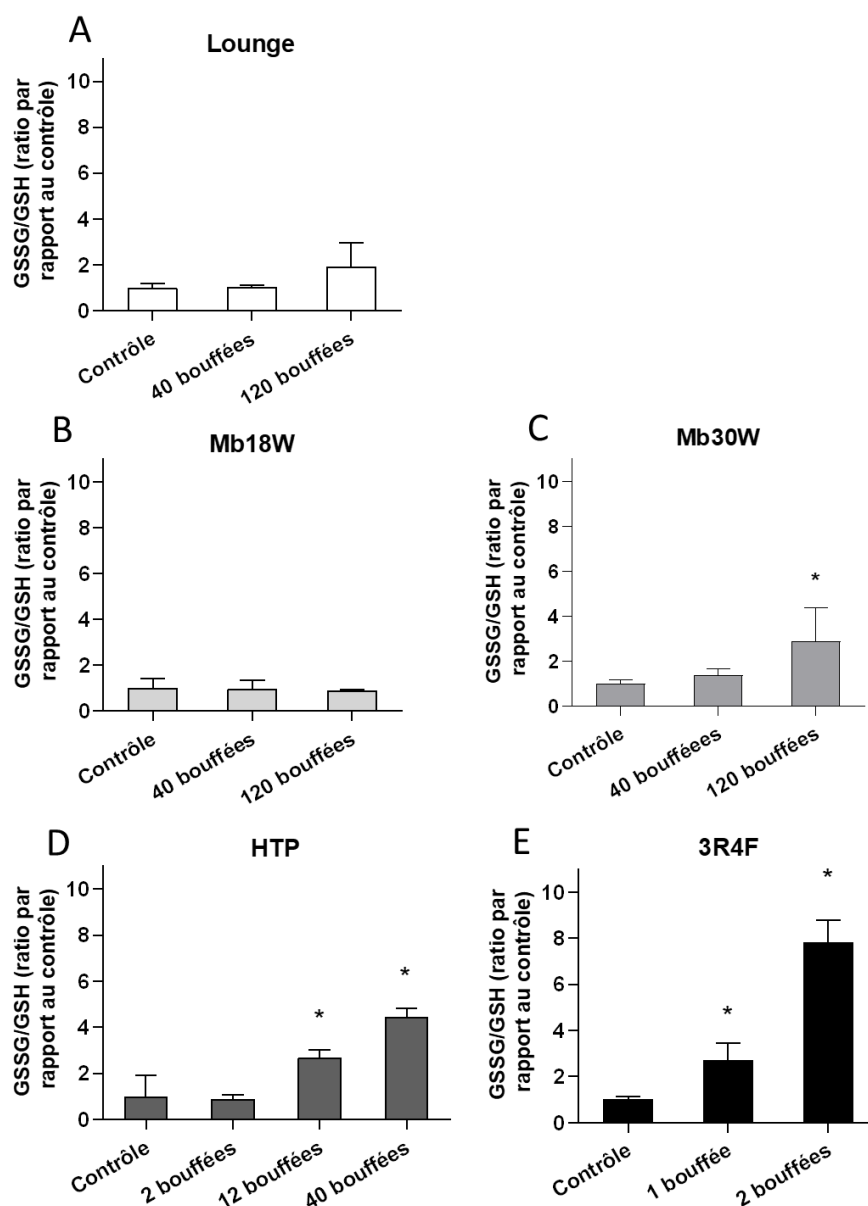 A
Lounge
GSSG/GSH (ratio par
rapport au contrôle)
10
8
6
4
2
0
Contrôle
40 bouffées
120 bouffées
B
Mb18W
GSSG/GSH (ratio par
rapport au contrôle)
10
8
6
4
2
0
Contrôle
40 bouffées
120 bouffées
C
Mb30W
GSSG/GSH (ratio par
rapport au contrôle)
10
8
6
4
2
0
*
Contrôle
40 bouffées
120 bouffées
D
HTP
GSSG/GSH (ratio par
rapport au contrôle)
10
8
6
4
2
0
*
*
Contrôle
2 bouffées
12 bouffées
40 bouffées
E
3R4F
GSSG/GSH (ratio par
rapport au contrôle)
10
8
6
4
2
0
*
*
Contrôle
1 bouffée
2 bouffées